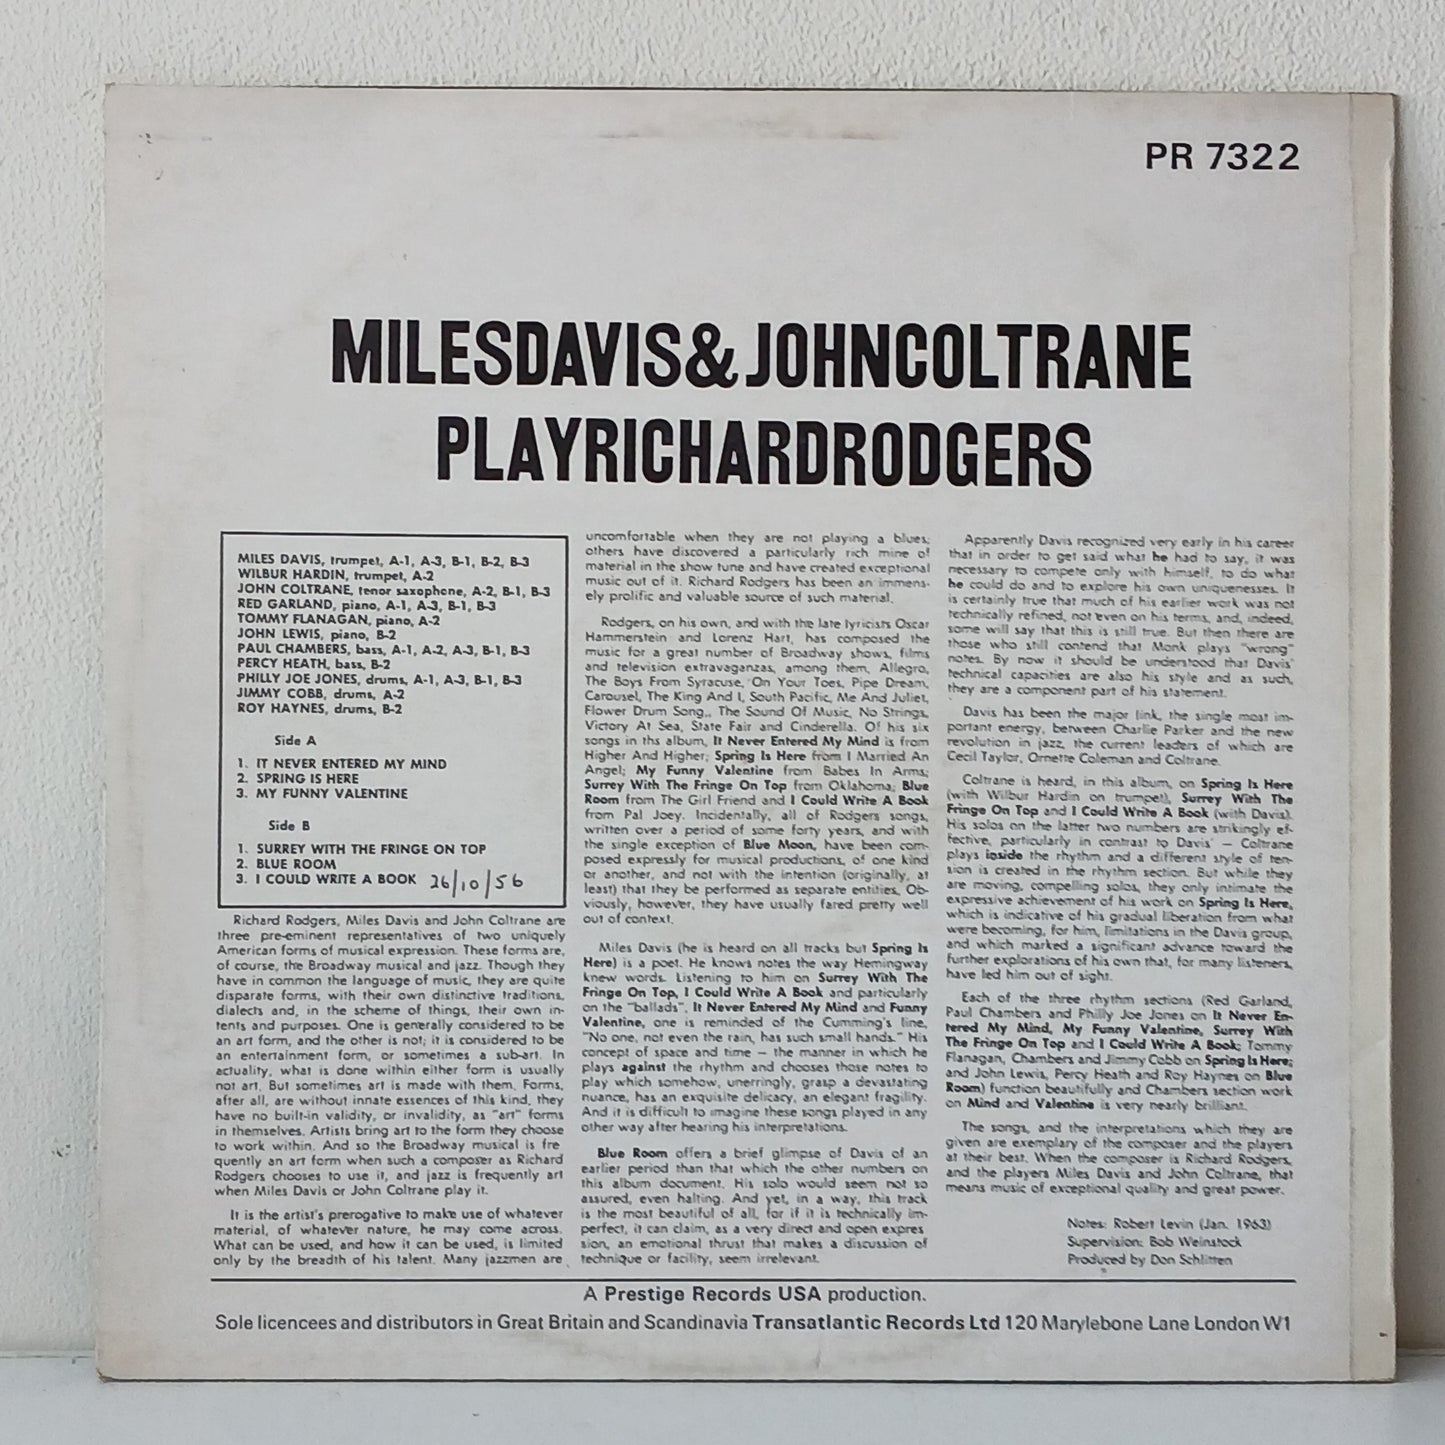 PR 7322
MILESDAVIS&JOHNCOLTRANE
PLAYRICHARDRODGERS
MILES DAVIS, trumpet, A-1, A-3, B-1, B-2, B-3
WILBUR HARDIN, trumpet, A-2
JOHN COLTRANE, tenor saxophone, A-2, B-1, B-3
RED GARLAND, piano, A-1, A-3, B-1, B-3
TOMMY FLANAGAN, piano, A-2
JOHN LEWIS, piano, B-2
PAUL CHAMBERS, bass, A-1, A-2, A-3, B-1, B-3
PERCY HEATH, bass, B-2
PHILLY JOE JONES, drums, A-1, A-3, B-1, B-3
JIMMY COBB, drums, A-2
ROY HAYNES, drums, B-2
Side A
1. IT NEVER ENTERED MY MIND
2. SPRING IS HERE
3. MY FUNNY VALENTINE
Side B
1. SURREY WITH THE FRINGE ON TOP
2. BLUE ROOM
3. I COULD WRITE A BOOK 26/10/56
Richard Rodgers, Miles Davis and John Coltrane are
three pre-eminent representatives of two uniquely
American forms of musical expression. These forms are,
of course, the Broadway musical and jazz. Though they
have in common the language of music, they are quite
disparate forms, with their own distinctive traditions,
dialects and, in the scheme of things, their own in-
tents and purposes. One is generally considered to be
an art form, and the other is not; it is considered to be
an entertainment form, or sometimes a sub-art. In
actuality, what is done within either form is usually
not art. But sometimes art is made with them. Forms,
after all, are without innate essences of this kind, they
have no built-in validity, or invalidity, as "art" forms
in themselves. Artists bring art to the form they choose
to work within. And so the Broadway musical is fre
quently an art form when such a composer as Richard
Rodgers chooses to use it, and jazz is frequently art
when Miles Davis or John Coltrane play it.
It is the artist's prerogative to make use of whatever
material, of whatever nature, he may come across.
What can be used, and how it can be used, is limited
only by the breadth of his talent. Many jazzmen are
uncomfortable when they are not playing a blues;
others have discovered a particularly rich mine of
material in the show tune and have created exceptional
music out of it. Richard Rodgers has been an immens-
ely prolific and valuable source of such material.
Rodgers, on his own, and with the late lyricists Oscar
Hammerstein and Lorenz Hart, has composed the
music for a great number of Broadway shows, films
and television extravaganzas, among them, Allegro,
The Boys From Syracuse, On Your Toes, Pipe Dream,
Carousel, The King And I, South Pacific, Me And Juliet,
Flower Drum Song,, The Sound Of Music, No Strings,
Victory At Sea, State Fair and Cinderella. Of his six
songs in ths album, It Never Entered My Mind is from
Higher And Higher; Spring Is Here from I Married An
Angel; My Funny Valentine from Babes In Arms;
Surrey With The Fringe On Top from Oklahoma; Blue
Room from The Girl Friend and I Could Write A Book
from Pal Joey. Incidentally, all of Rodgers songs,
written over a period of some forty years, and with
the single exception of Blue Moon, have been com-
posed expressly for musical productions, of one kind
or another, and not with the intention (originally, at
least) that they be performed as separate entities. Ob-
viously, however, they have usually fared pretty well
out of context.
Miles Davis (he is heard on all tracks but Spring Is
Here) is a poet. He knows notes the way Hemingway
knew words. Listening to him on Surrey With The
Fringe On Top, I Could Write A Book and particularly
on the "ballads", It Never Entered My Mind and Funny
Valentine, one is reminded of the Cumming's line,
"No one, not even the rain, has such small hands." His
concept of space and time — the manner in which he
plays against the rhythm and chooses those notes to
play which somehow, unerringly, grasp a devastating
nuance, has an exquisite delicacy, an elegant fragility.
And it is difficult to imagine these songs played in any
other way after hearing his interpretations.
Blue Room offers a brief glimpse of Davis of an
earlier period than that which the other numbers on
this album document. His solo would seem not so
assured, even halting. And yet, in a way, this track
is the most beautiful of all, for if it is technically im-
perfect, it can claim, as a very direct and open expres
sion, an emotional thrust that makes a discussion of
technique or facility, seem irrelevant.
Apparently Davis recognized very early in his career
that in order to get said what he had to say, it was
necessary to compete only with himself, to do what
he could do and to explore his own uniquenesses. It
is certainly true that much of his earlier work was not
technically refined, not even on his terms, and, indeed,
some will say that this is still true. But then there are
those who still contend that Monk plays "wrong"
notes. By now it should be understood that Davis'
technical capacities are also his style and as such,
they are a component part of his statement.
Davis has been the major link, the single most im-
portant energy, between Charlie Parker and the new
revolution in jazz, the current leaders of which are
Cecil Taylor, Ornette Coleman and Coltrane.
Coltrane is heard, in this album, on Spring Is Here
(with Wilbur Hardin on trumpet), Surrey With The
Fringe On Top and I Could Write A Book (with Davis).
His solos on the latter two numbers are strikingly ef-
fective, particularly in contrast to Davis' — Coltrane
plays inside the rhythm and a different style of ten-
sion is created in the rhythm section. But while they
are moving, compelling solos, they only intimate the
expressive achievement of his work on Spring Is Here,
which is indicative of his gradual liberation from what
were becoming, for him, limitations in the Davis group,
and which marked a significant advance toward the
further explorations of his own that, for many listeners,
have led him out of sight.
Each of the three rhythm sections (Red Garland,
Paul Chambers and Philly Joe Jones on It Never En-
tered My Mind, My Funny Valentine, Surrey With
The Fringe On Top and I Could Write A Book; Tommy
Flanagan, Chambers and Jimmy Cobb on Spring Is Here;
and John Lewis, Percy Heath and Roy Haynes on Blue
Room) function beautifully and Chambers section work
on Mind and Valentine is very nearly brilliant.
The songs, and the interpretations which they are
given are exemplary of the composer and the players
at their best. When the composer is Richard Rodgers,
and the players Miles Davis and John Coltrane, that
means music of exceptional quality and great power.
Notes: Robert Levin (Jan. 1963)
Supervision: Bob Weinstock
Produced by Don Schlitten
A Prestige Records USA production.
Sole licencees and distributors in Great Britain and Scandinavia Transatlantic Records Ltd 120 Marylebone Lane London W1